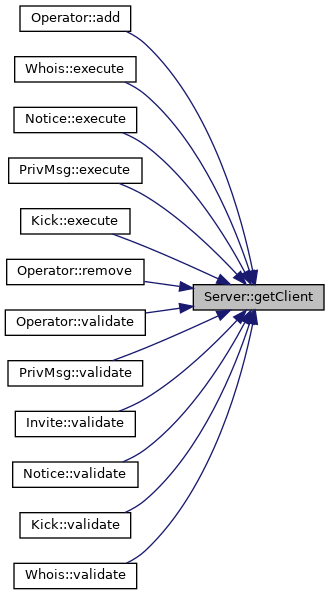 Operator::add
Whois::execute
Notice::execute
PrivMsg::execute
Kick::execute
Operator::remove
Server::getClient
Operator::validate
PrivMsg::validate
Invite::validate
Notice::validate
Kick::validate
Whois::validate